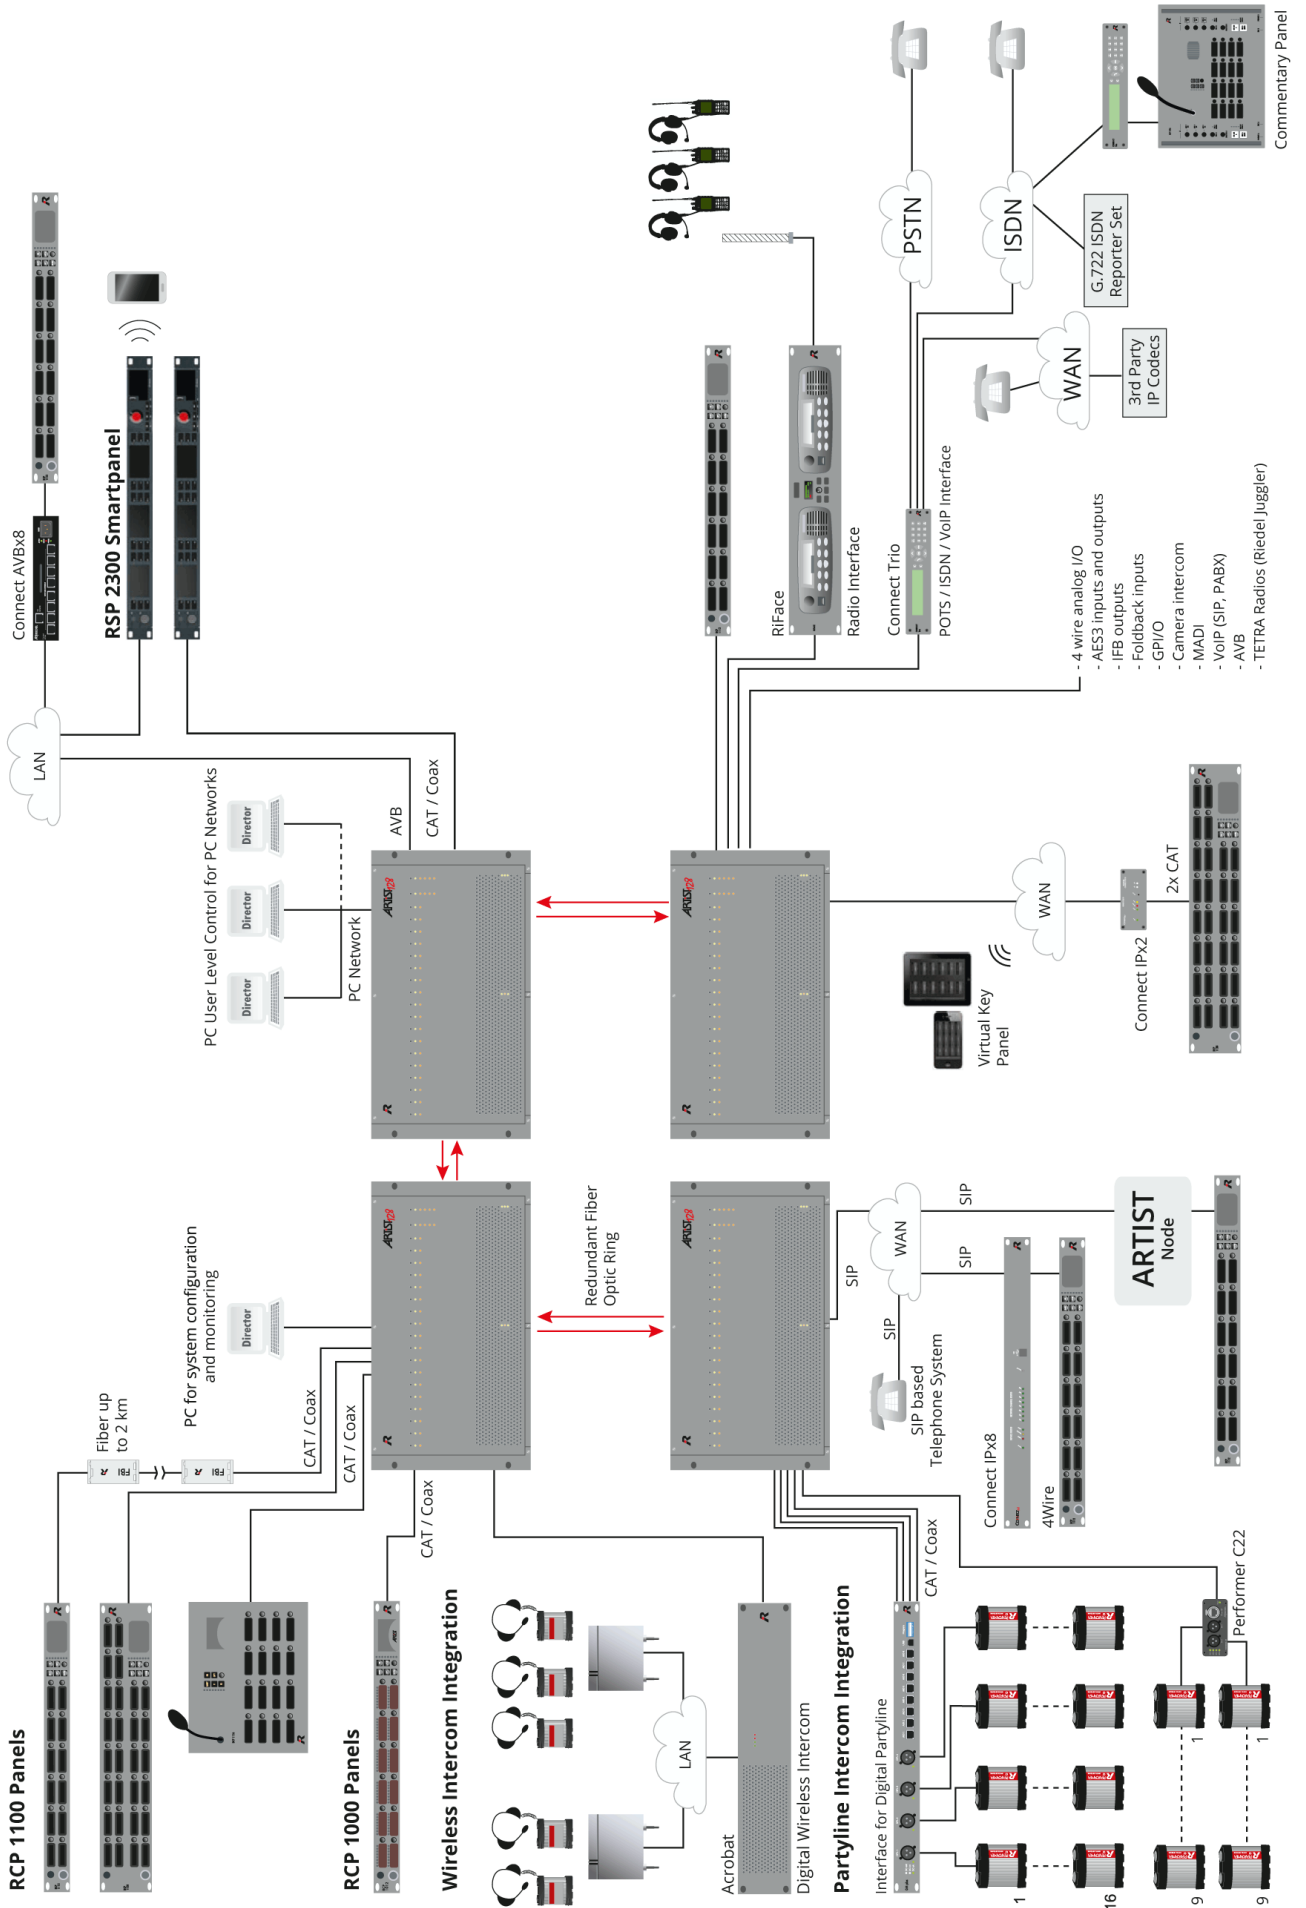 RCP 1100 Panels
Fiber up
to 2 km
FBI
FBI
CAT / Coax
CAT / Coax
PC for system configuration
and monitoring
Director
RCP 1000 Panels
CAT / Coax
Wireless Intercom Integration
LAN
Acrobat
Digital Wireless Intercom
Partyline Intercom Integration
Interface for Digital Partyline
CAT / Coax
1
16
9
1
9
1
Performer C22
ARTIST128
ARTIST128
Redundant Fiber
Optic Ring
SIP
WAN
SIP
SIP
SIP
SIP based
Telephone System
Connect IPx8
4Wire
ARTIST
Node
Connect AVBx8
LAN
RSP 2300 Smartpanel
PC User Level Control for PC Networks
Director
Director
Director
PC Network
AVB
CAT / Coax
ARTIST128
ARTIST128
RiFace
Radio Interface
Connect Trio
POTS / ISDN / VoIP Interface
PSTN
ISDN
WAN
G.722 ISDN
Reporter Set
3rd Party
IP Codecs
Commentary Panel
- 4 wire analog I/O
- AES3 inputs and outputs
- IFB outputs
- Foldback inputs
- GPI/O
- Camera intercom
- MADI
- VoIP (SIP, PABX)
- AVB
- TETRA Radios (Riedel Juggler)
Virtual Key
Panel
WAN
Connect IPx2
2x CAT